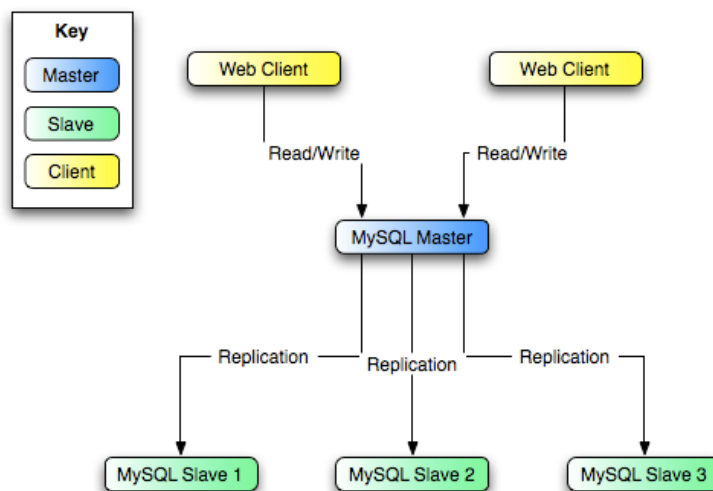 Key
Master
Slave
Client
Web Client
Web Client
Read/Write
Read/Write
MySQL Master
Replication
Replication
Replication
MySQL Slave 1
MySQL Slave 2
MySQL Slave 3